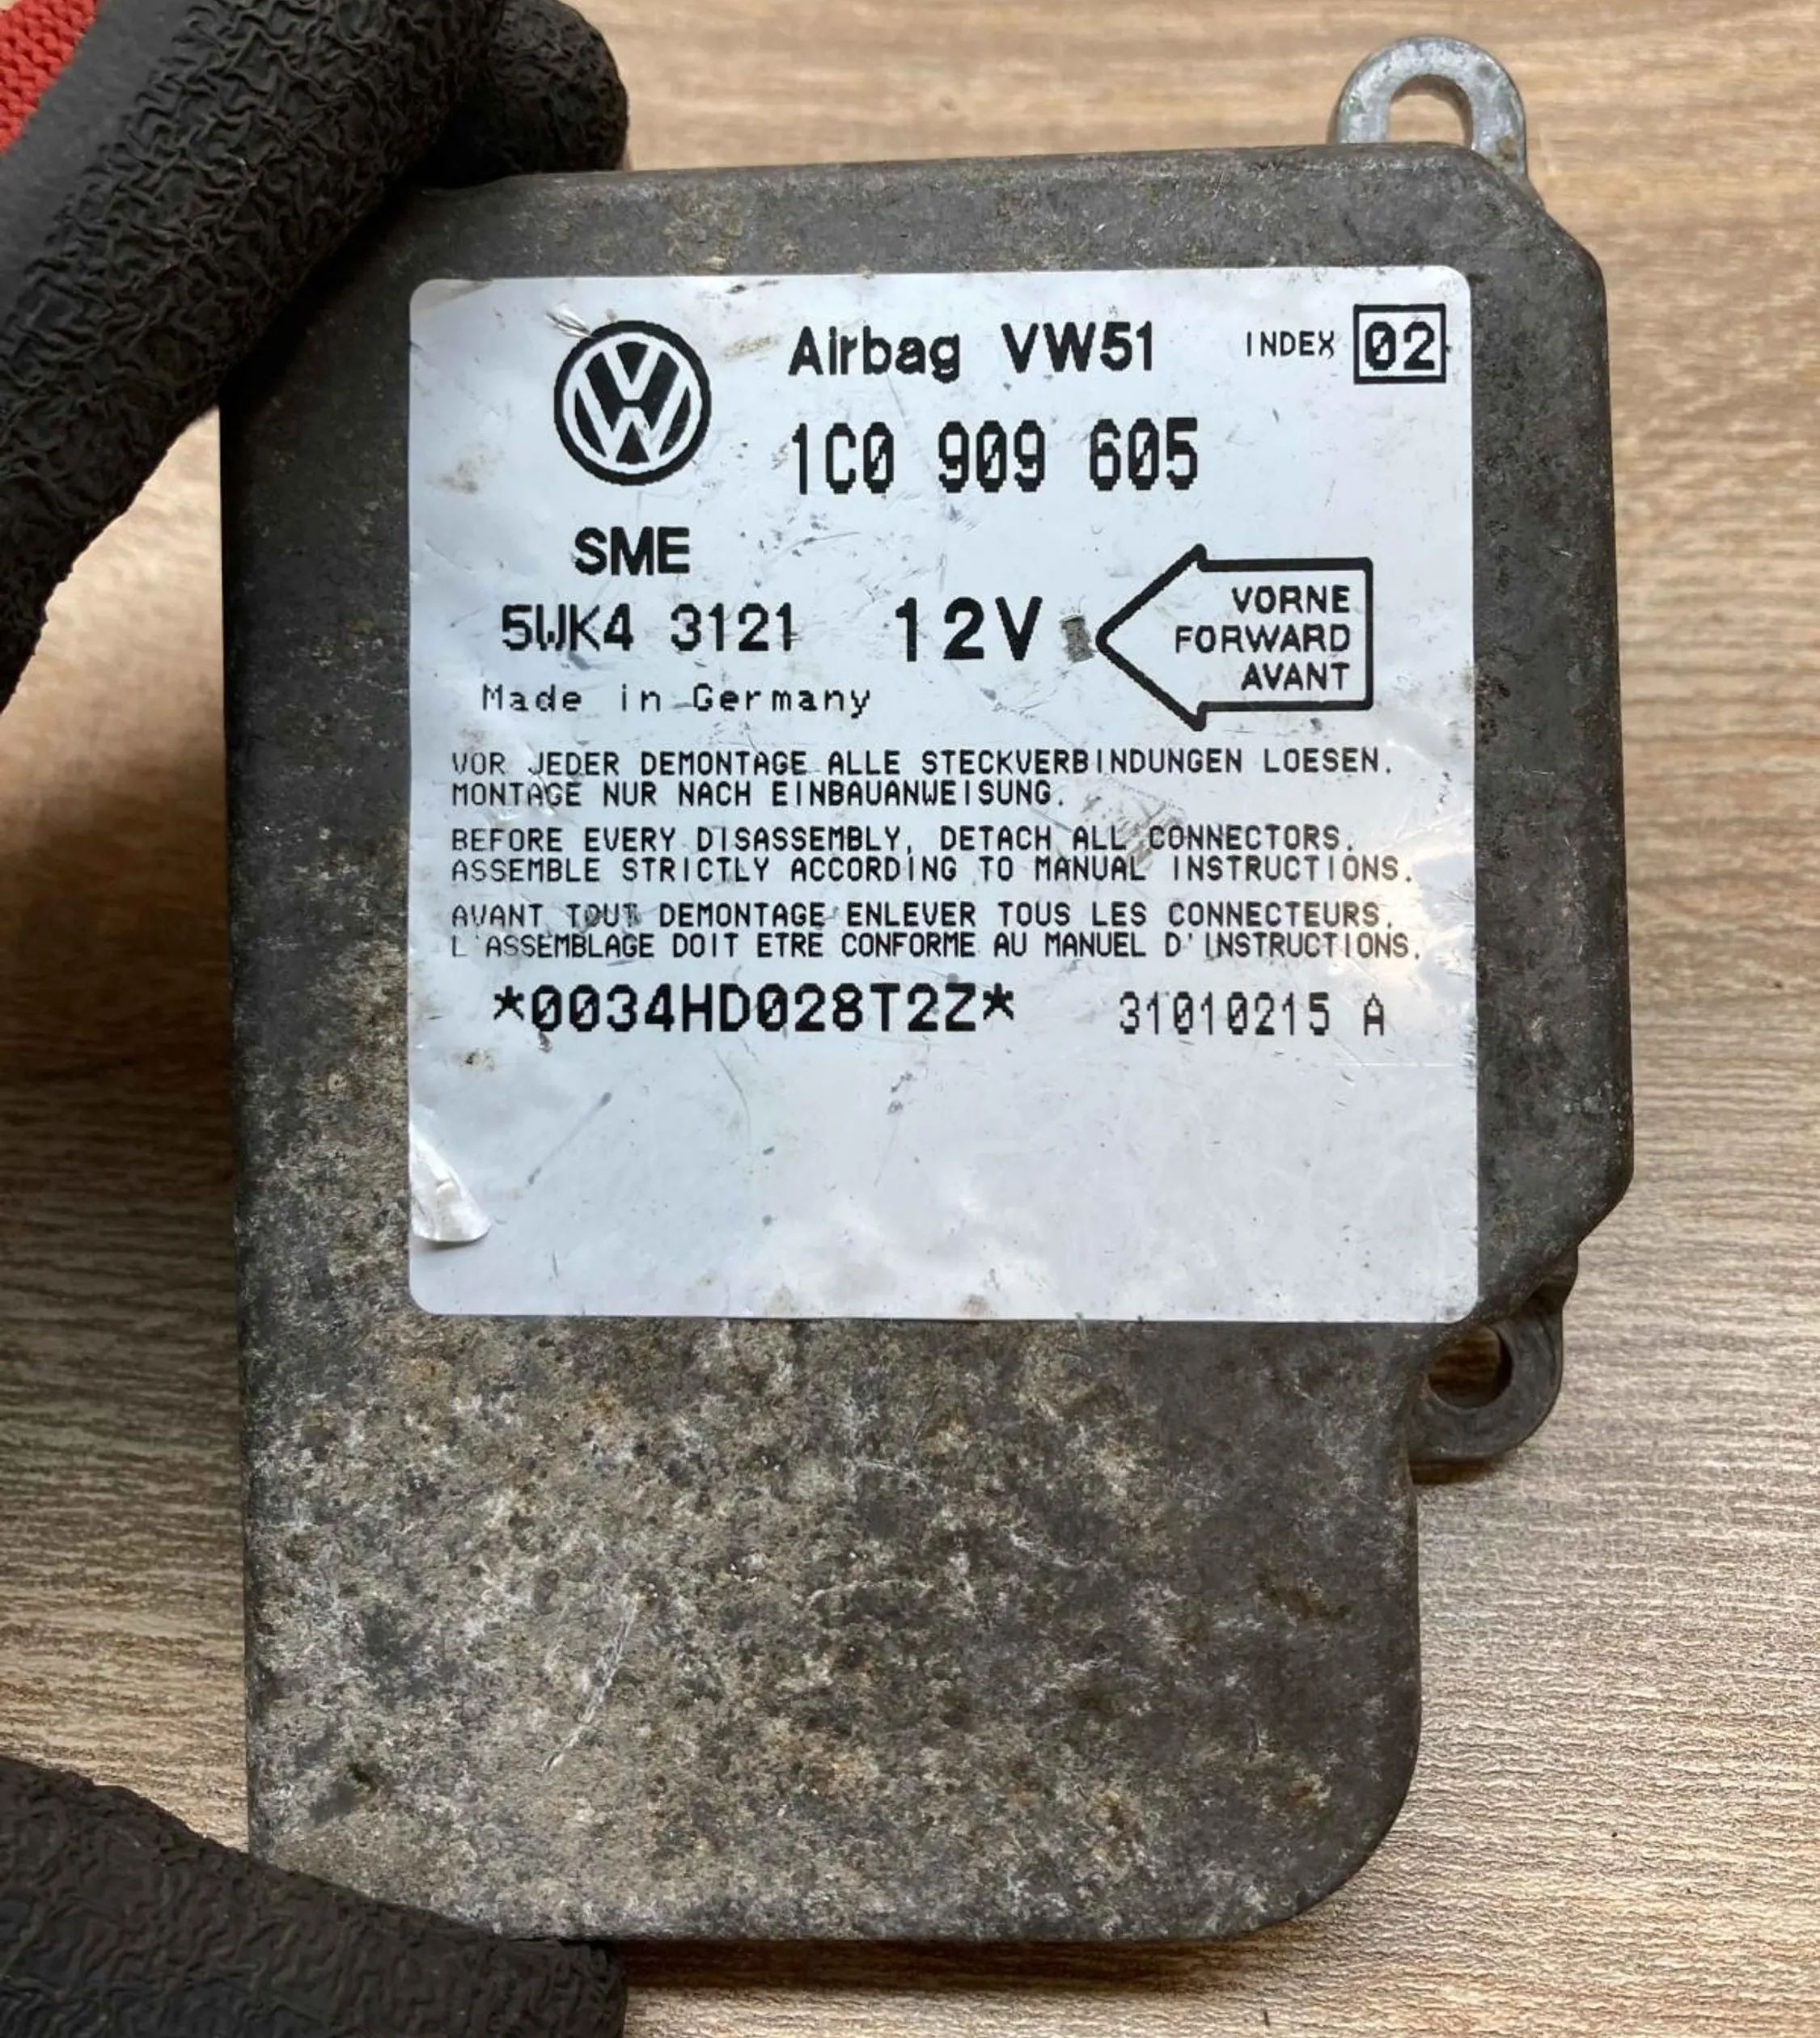 Airbag VW51 INDEX 02
1C0 909 605
SME
5WK4 3121 12V
VORNE
FORWARD
AVANT
Made in Germany
VOR JEDER DEMONTAGE ALLE STECKVERBINDUNGEN LOESEN.
MONTAGE NUR NACH EINBAUANWEISUNG.
BEFORE EVERY DISASSEMBLY, DETACH ALL CONNECTORS.
ASSEMBLE STRICTLY ACCORDING TO MANUAL INSTRUCTIONS.
AVANT TOUT DEMONTAGE ENLEVER TOUS LES CONNECTEURS.
L'ASSEMBLAGE DOIT ETRE CONFORME AU MANUEL D'INSTRUCTIONS.
*0034HD028T2Z* 31010215 A